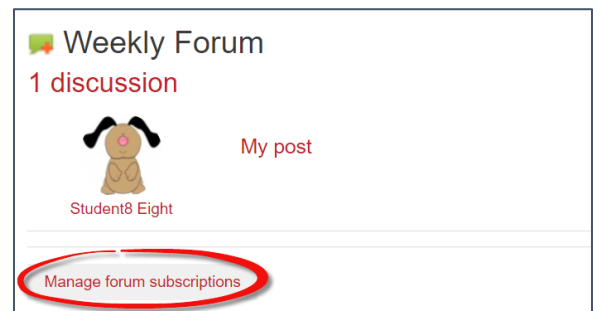 Weekly Forum
1 discussion
My post
Student8 Eight
Manage forum subscriptions